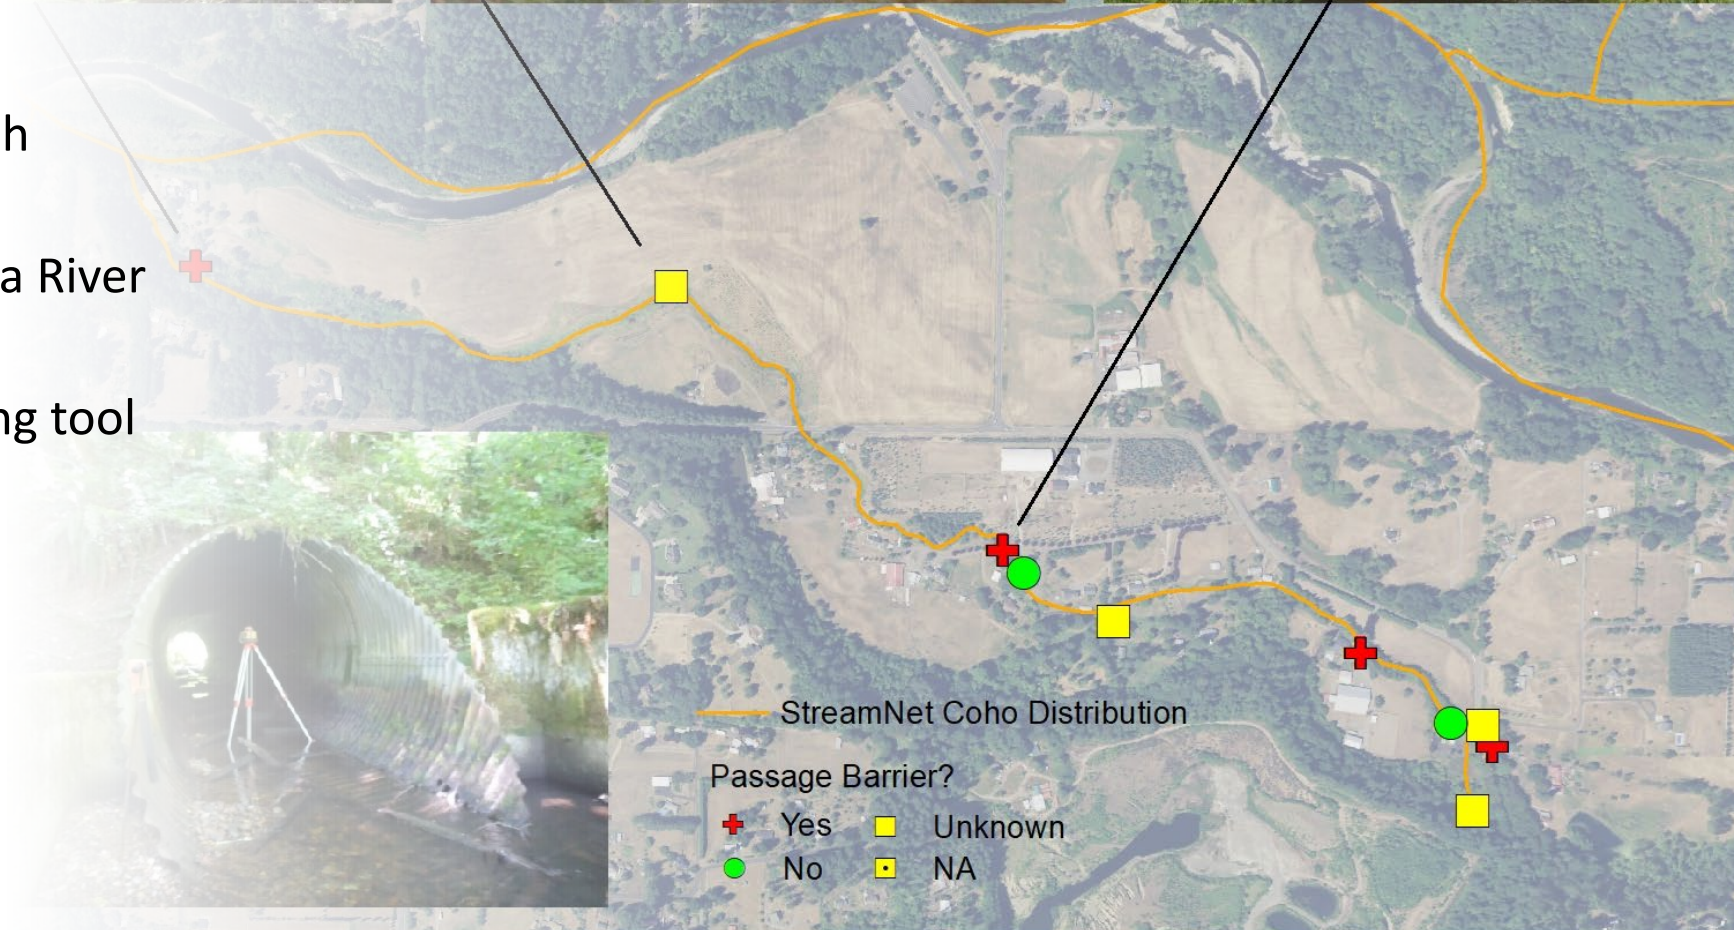 h
a River
ng tool
StreamNet Coho Distribution
Passage Barrier?
Yes Unknown
No NA